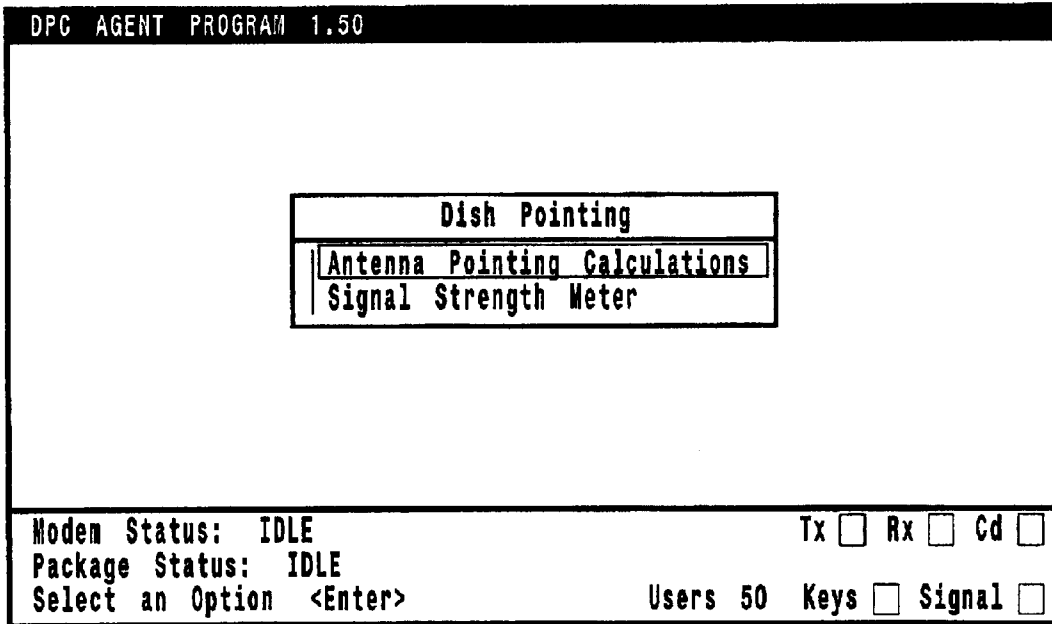 DPC AGENT PROGRAM 1.50
Dish Pointing
Antenna Pointing Calculations
Signal Strength Meter
Modem Status: IDLE Tx Rx Cd
Package Status: IDLE
Select an Option <Enter> Users 50 Keys Signal